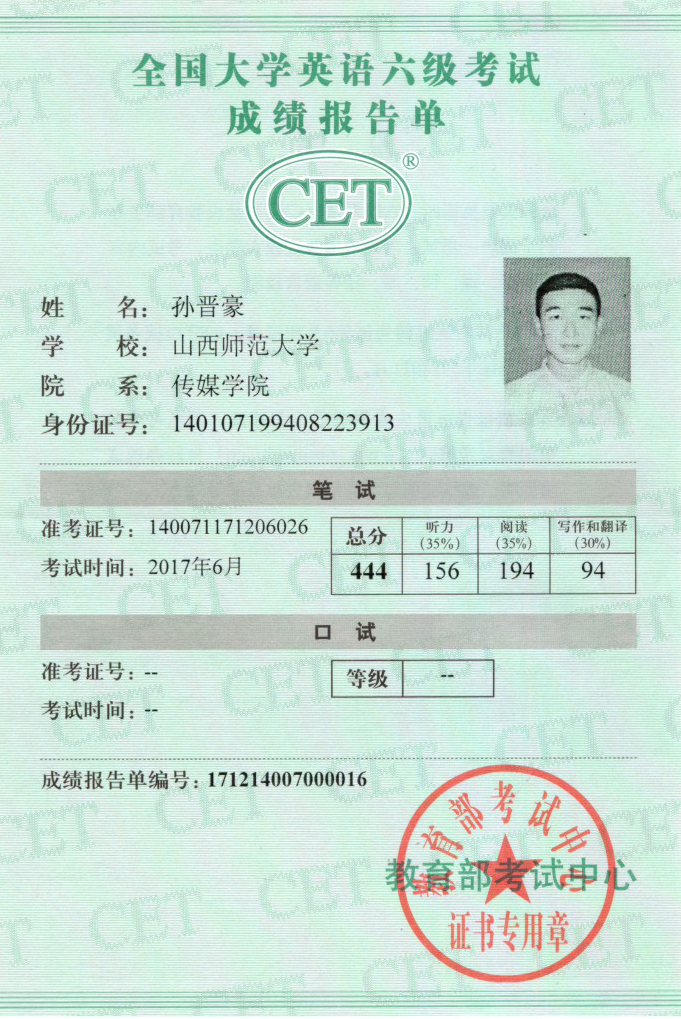 全国大学英语六级考试
成绩报告单
CET®
姓 名：孙晋豪
学 校：山西师范大学
院 系：传媒学院
身份证号：140107199408223913
笔 试
准考证号：140071171206026
考试时间：2017年6月
总分 听力(35%) 阅读(35%) 写作和翻译(30%)
444 156 194 94
口 试
准考证号：--
考试时间：--
等级 --
成绩报告单编号：171214007000016
教育部考试中心
教育部考试中心
证书专用章